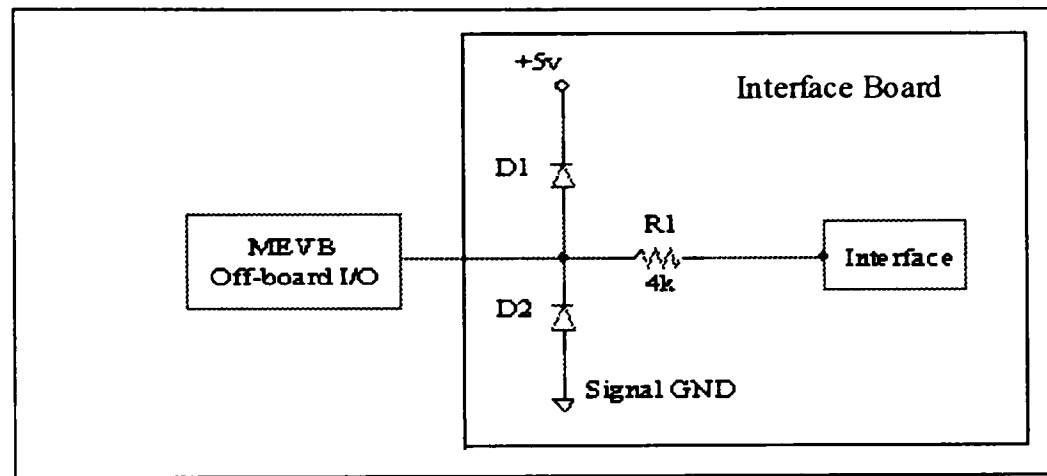 +5v
Interface Board
D1
R1
MEVB
Off-board I/O
4k
Interface
D2
Signal GND